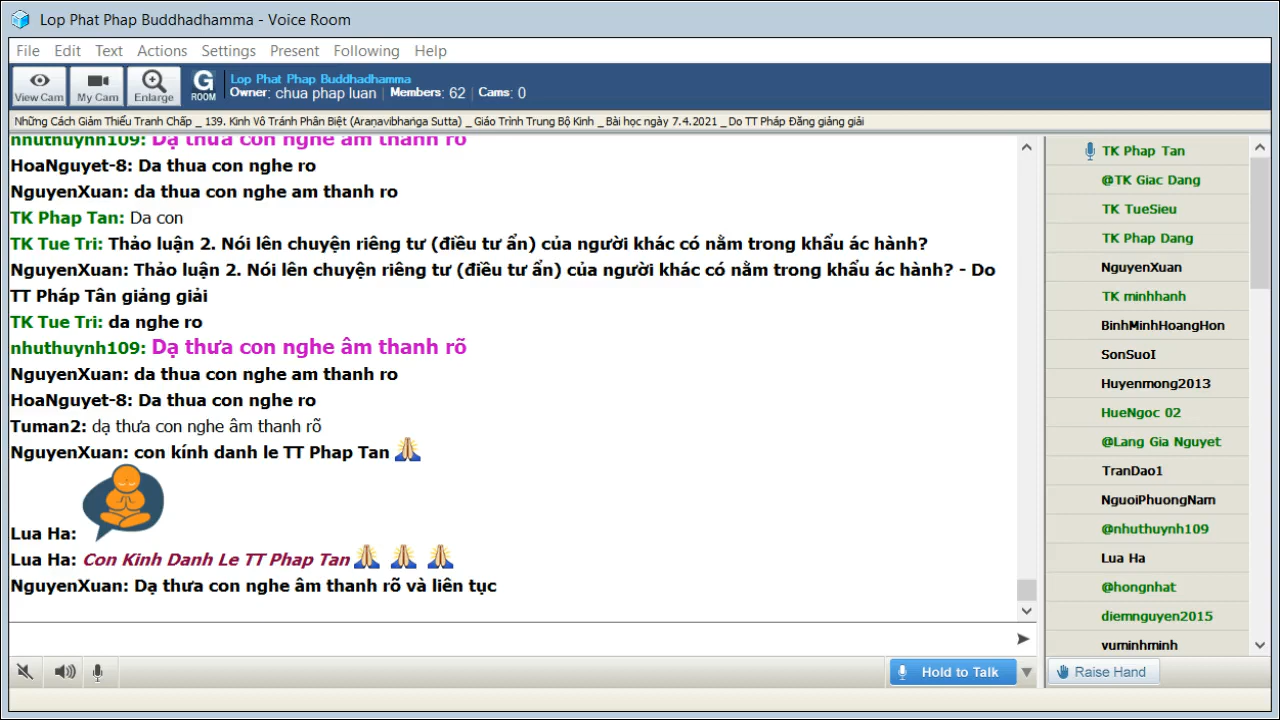 Lop Phat Phap Buddhadhamma - Voice Room
File Edit Text Actions Settings Present Following Help
View Cam
My Cam
Enlarge
G
ROOM
Lop Phat Phap Buddhadhamma
Owner: chua phap luan Members: 62 Cams: 0
Những Cách Giảm Thiểu Tranh Chấp _ 139. Kinh Vô Tránh Phân Biệt (Araṇavibhaṅga Sutta) _Giáo Trình Trung Bộ Kinh _Bài học ngày 7.4.2021 _Do TT Pháp Đăng giảng giải
nhuthuynh109: Dạ thưa con nghe âm thanh rõ
HoaNguyet-8: Da thua con nghe ro
NguyenXuan: da thua con nghe am thanh ro
TK Phap Tan: Da con
TK Tue Tri: Thảo luận 2. Nói lên chuyện riêng tư (điều tư ẩn) của người khác có nằm trong khẩu ác hành?
NguyenXuan: Thảo luận 2. Nói lên chuyện riêng tư (điều tư ẩn) của người khác có nằm trong khẩu ác hành? - Do
TT Pháp Tân giảng giải
TK Tue Tri: da nghe ro
nhuthuynh109: Dạ thưa con nghe âm thanh rõ
NguyenXuan: da thua con nghe am thanh ro
HoaNguyet-8: Da thua con nghe ro
Tuman2: dạ thưa con nghe âm thanh rõ
NguyenXuan: con kính danh le TT Phap Tan
Lua Ha:
Lua Ha: Con Kinh Danh Le TT Phap Tan
NguyenXuan: Dạ thưa con nghe âm thanh rõ và liên tục
TK Phap Tan
@TK Giac Dang
TK TueSieu
TK Phap Dang
NguyenXuan
TK minhhanh
BinhMinhHoangHon
SonSuoI
Huyenmong2013
HueNgoc 02
@Lang Gia Nguyet
TranDao1
NguoiPhuongNam
@nhuthuynh109
Lua Ha
@hongnhat
diemnguyen2015
vuminhminh
Hold to Talk
Raise Hand